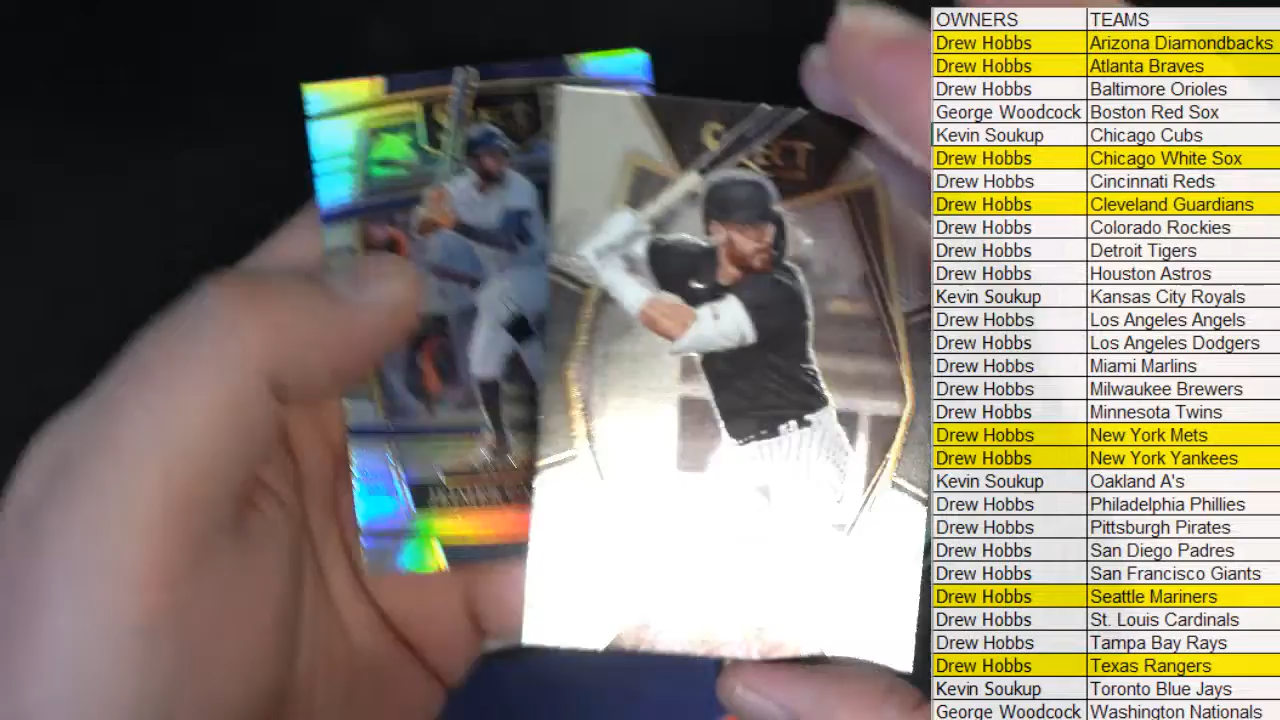 OWNERS TEAMS
Drew Hobbs Arizona Diamondbacks
Drew Hobbs Atlanta Braves
Drew Hobbs Baltimore Orioles
George Woodcock Boston Red Sox
Kevin Soukup Chicago Cubs
Drew Hobbs Chicago White Sox
Drew Hobbs Cincinnati Reds
Drew Hobbs Cleveland Guardians
Drew Hobbs Colorado Rockies
Drew Hobbs Detroit Tigers
Drew Hobbs Houston Astros
Kevin Soukup Kansas City Royals
Drew Hobbs Los Angeles Angels
Drew Hobbs Los Angeles Dodgers
Drew Hobbs Miami Marlins
Drew Hobbs Milwaukee Brewers
Drew Hobbs Minnesota Twins
Drew Hobbs New York Mets
Drew Hobbs New York Yankees
Kevin Soukup Oakland A's
Drew Hobbs Philadelphia Phillies
Drew Hobbs Pittsburgh Pirates
Drew Hobbs San Diego Padres
Drew Hobbs San Francisco Giants
Drew Hobbs Seattle Mariners
Drew Hobbs St. Louis Cardinals
Drew Hobbs Tampa Bay Rays
Drew Hobbs Texas Rangers
Kevin Soukup Toronto Blue Jays
George Woodcock Washington Nationals